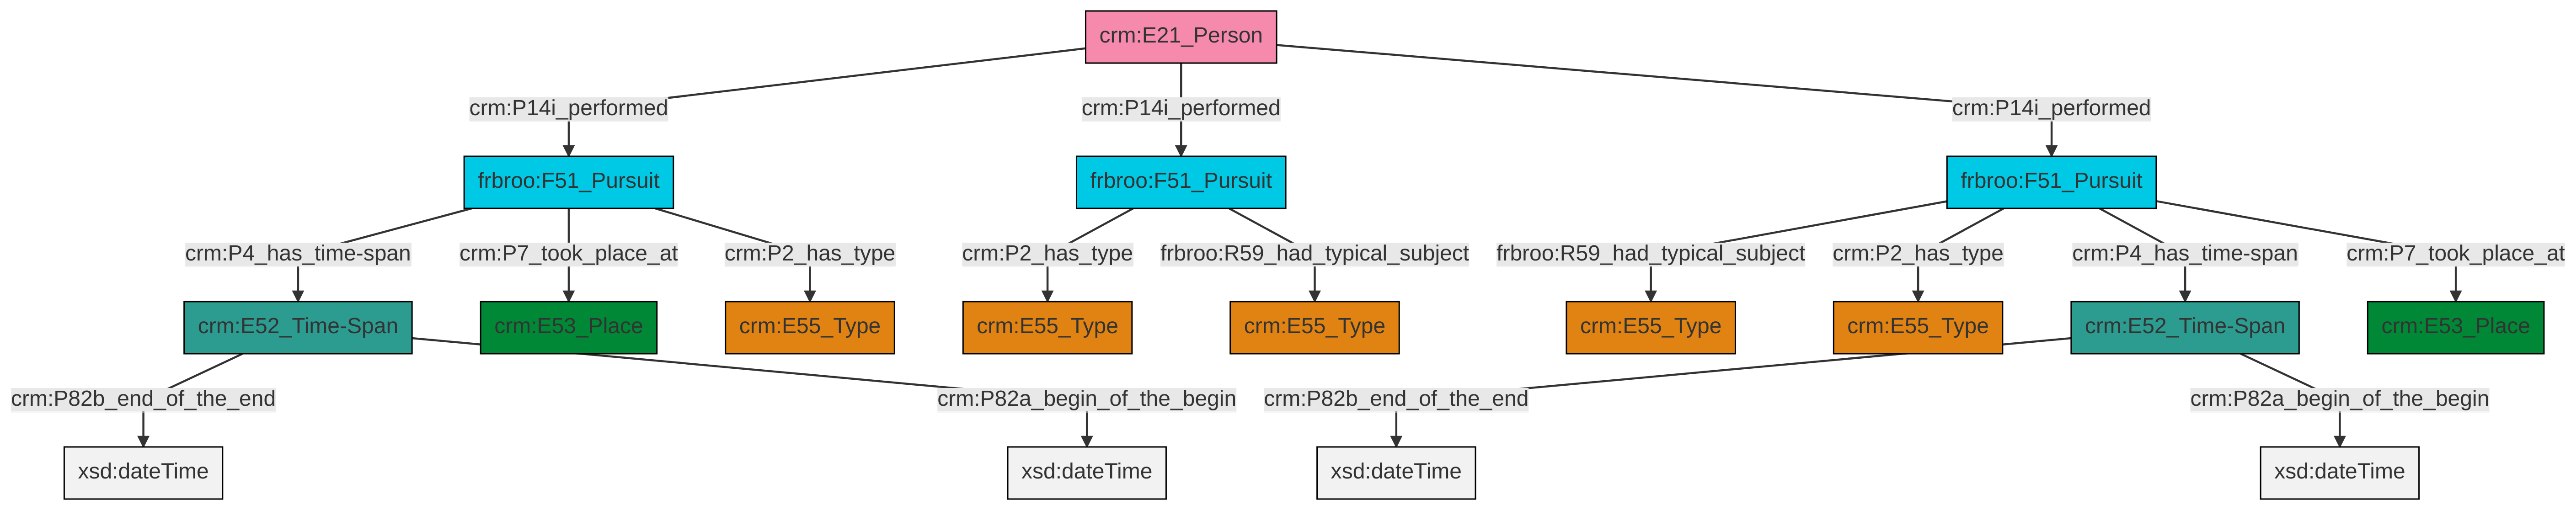 crm:E21_Person
crm:P14i_performed
crm:P14i_performed
crm:P14i_performed
frbroo:F51_Pursuit
frbroo:F51_Pursuit
frbroo:F51_Pursuit
crm:P4_has_time-span
crm:P7_took_place_at
crm:P2_has_type
crm:P2_has_type
frbroo:R59_had_typical_subject
frbroo:R59_had_typical_subject
crm:P2_has_type
crm:P4_has_time-span
crm:P7_took_place_at
crm:E52_Time-Span
crm:E53_Place
crm:E55_Type
crm:E55_Type
crm:E55_Type
crm:E55_Type
crm:E55_Type
crm:E52_Time-Span
crm:E53_Place
crm:P82b_end_of_the_end
crm:P82a_begin_of_the_begin
crm:P82b_end_of_the_end
crm:P82a_begin_of_the_begin
xsd:dateTime
xsd:dateTime
xsd:dateTime
xsd:dateTime